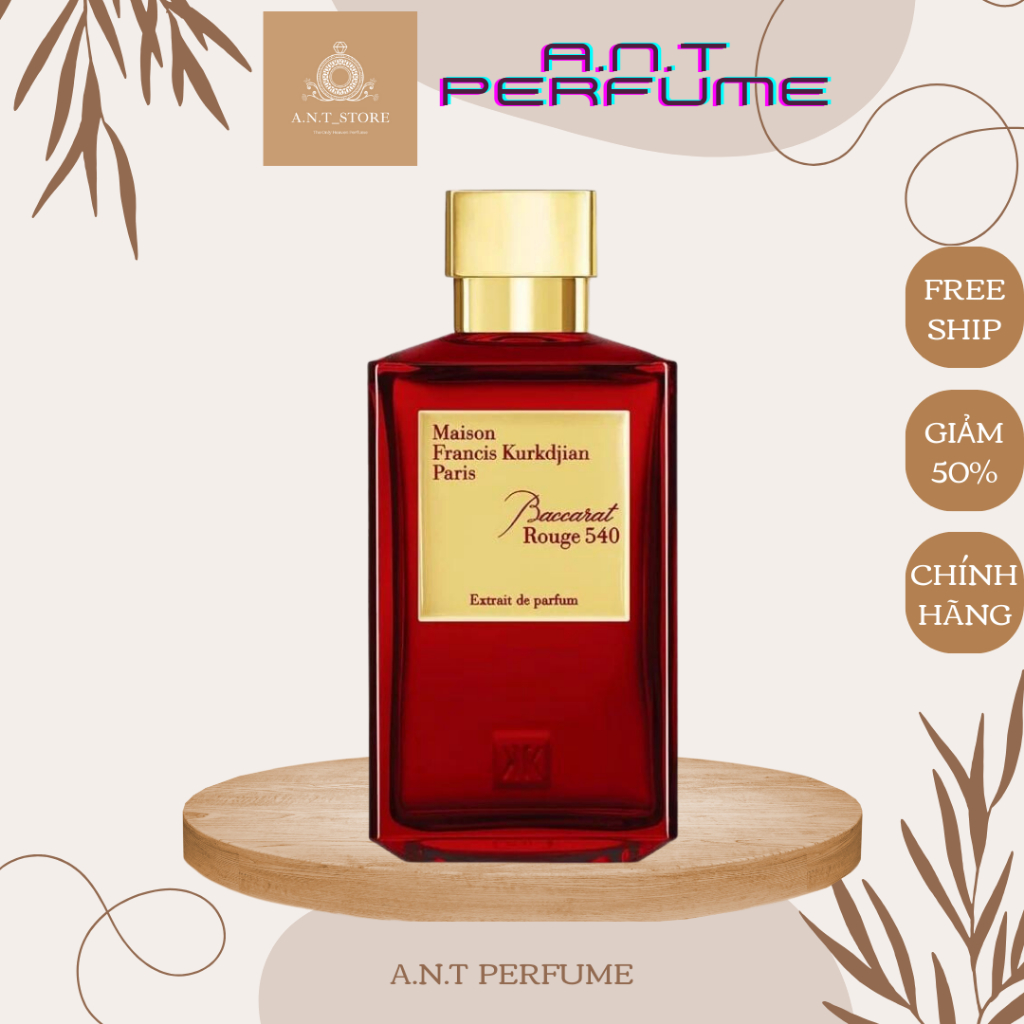 A.N.T
PERFUME
A.N.T_STORE
FREE
SHIP
GIẢM
50%
CHÍNH
HÃNG
Maison
Francis Kurkdjian
Paris
Baccarat
Rouge 540
Extrait de parfum
A.N.T PERFUME